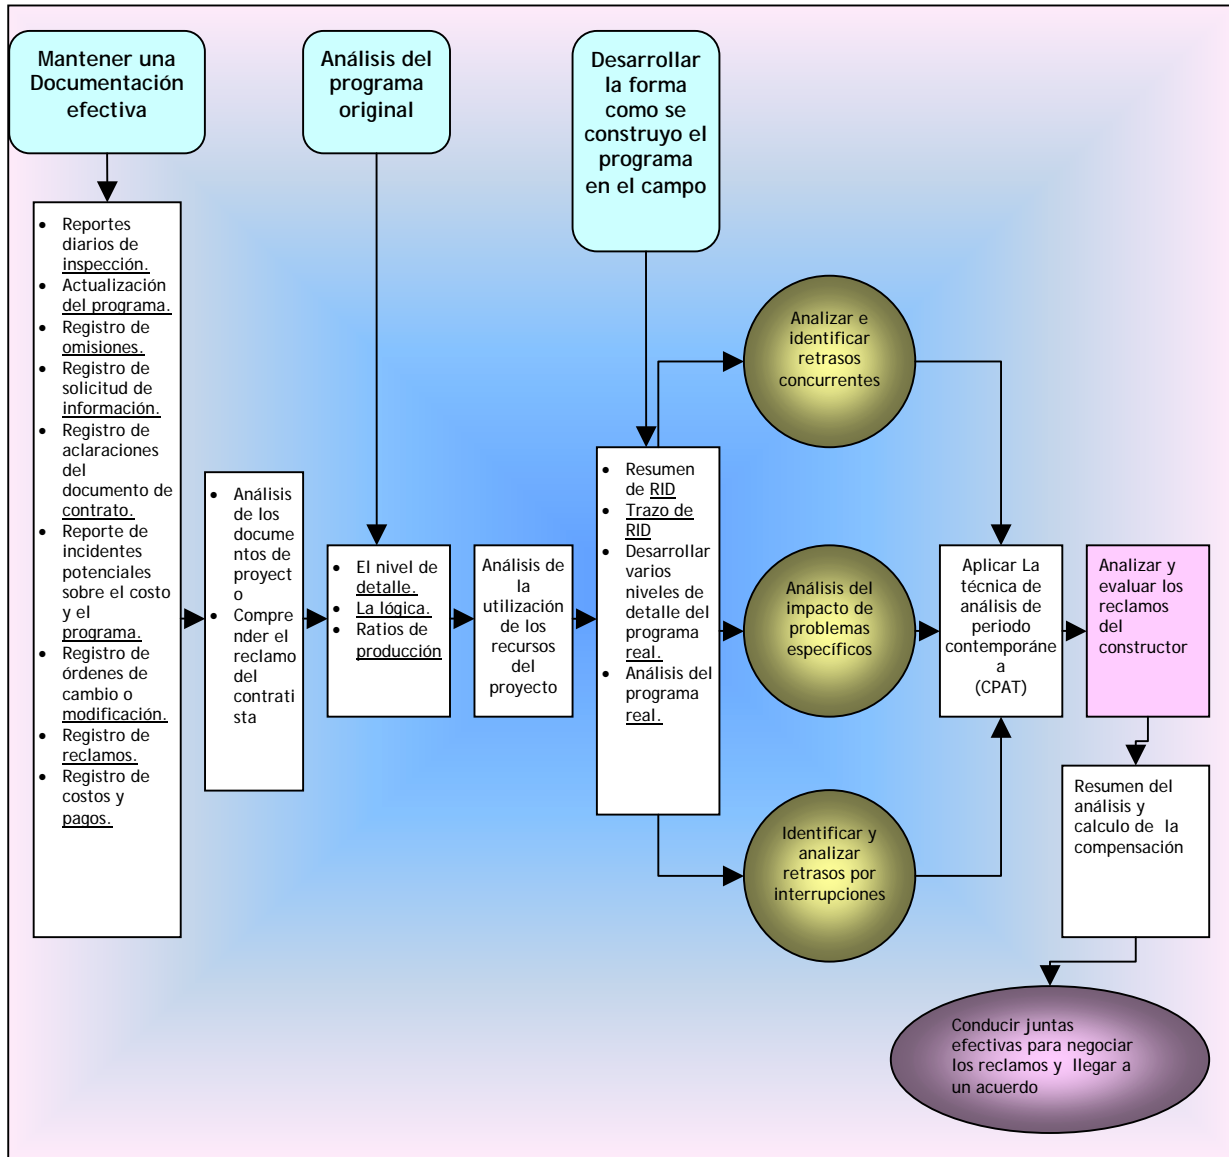 Mantener una
Documentación
efectiva
Análisis del
programa
original
Desarrollar
la forma
como se
construyo el
programa
en el campo
• Reportes
diarios de
inspección.
• Actualización
del programa.
• Registro de
omisiones.
• Registro de
solicitud de
información.
• Registro de
aclaraciones
del
documento de
contrato.
• Reporte de
incidentes
potenciales
sobre el costo
y el
programa.
• Registro de
órdenes de
cambio o
modificación.
• Registro de
reclamos.
• Registro de
costos y
pagos.
• Análisis
de los
docume
ntos de
proyect
o
• Compre
nder el
reclamo
del
contrati
sta
• El nivel de
detalle.
• La lógica.
• Ratios de
producción
Análisis de
la
utilización
de los
recursos
del
proyecto
• Resumen
de RID
• Trazo de
RID
• Desarrollar
varios
niveles de
detalle del
programa
real.
• Análisis del
programa
real.
Analizar e
identificar
retrasos
concurrentes
Análisis del
impacto de
problemas
específicos
Identificar y
analizar
retrasos por
interrupciones
Aplicar La
técnica de
análisis de
periodo
contemporáne
a
(CPAT)
Analizar y
evaluar los
reclamos
del
constructor
Resumen del
análisis y
calculo de la
compensación
Conducir juntas
efectivas para negociar
los reclamos y llegar a
un acuerdo